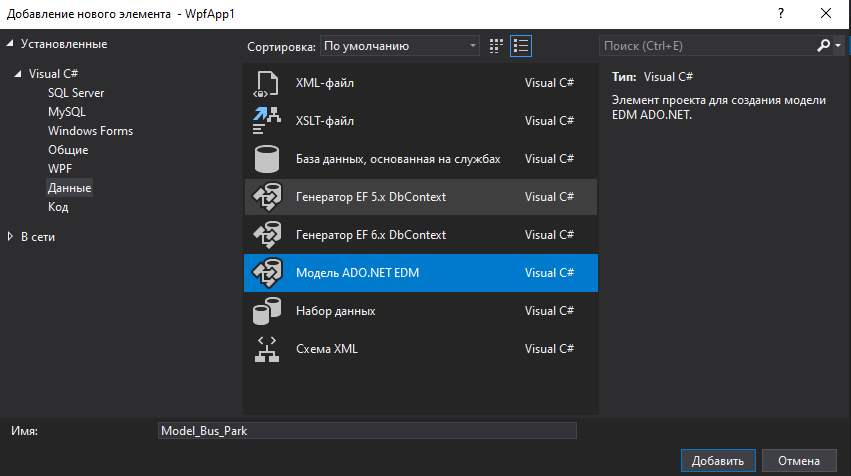 Добавление нового элемента - WpfApp1
?
Установленные
Visual C#
SQL Server
MySQL
Windows Forms
Общие
WPF
Данные
Код
В сети
Сортировка: По умолчанию
XML-файл Visual C#
XSLT-файл Visual C#
База данных, основанная на службах Visual C#
Генератор EF 5.x DbContext Visual C#
Генератор EF 6.x DbContext Visual C#
Модель ADO.NET EDM Visual C#
Набор данных Visual C#
Схема XML Visual C#
Поиск (Ctrl+E)
Тип: Visual C#
Элемент проекта для создания модели
EDM ADO.NET.
Имя: Model_Bus_Park
Добавить Отмена